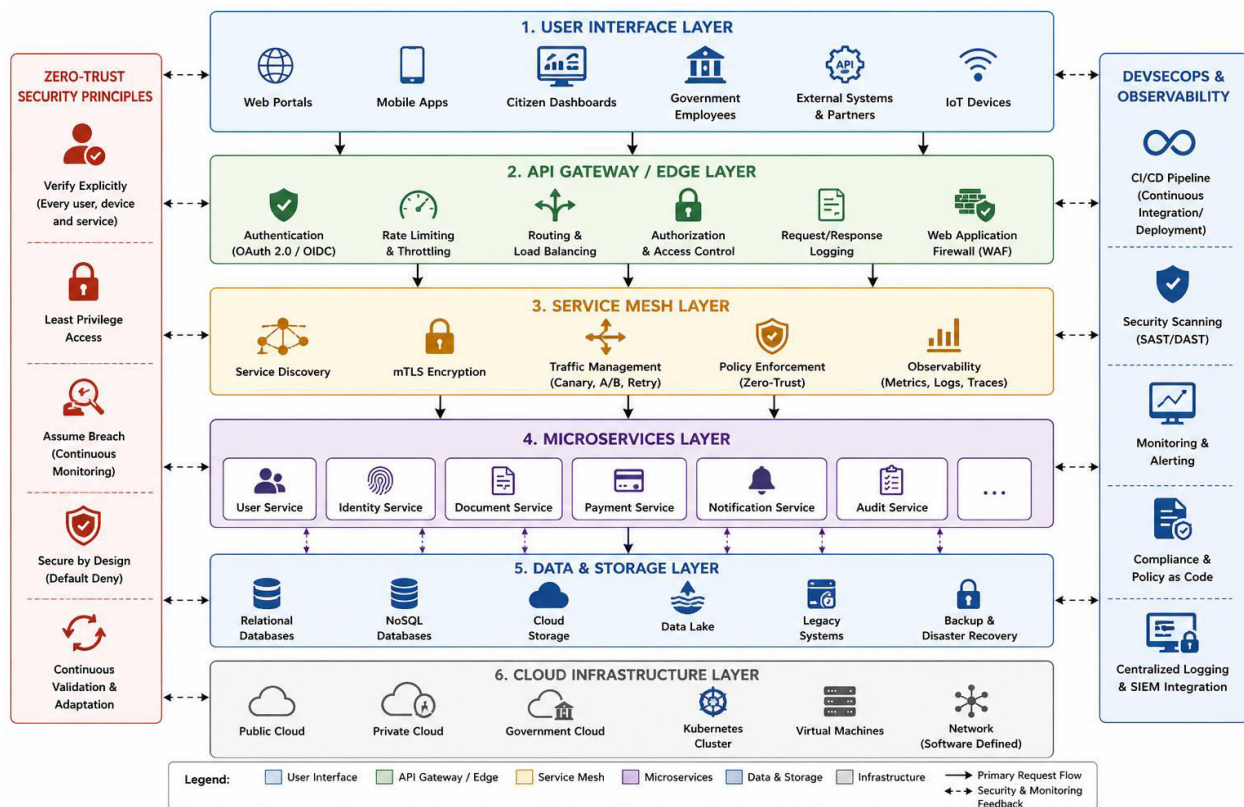 1. USER INTERFACE LAYER
Web Portals
Mobile Apps
Citizen Dashboards
Government
Employees
API
External Systems
& Partners
IoT Devices
ZERO-TRUST
SECURITY PRINCIPLES
Verify Explicitly
(Every user, device
and service)
Least Privilege
Access
Assume Breach
(Continuous
Monitoring)
Secure by Design
(Default Deny)
Continuous
Validation &
Adaptation
2. API GATEWAY / EDGE LAYER
Authentication
(OAuth 2.0 / OIDC)
Rate Limiting
& Throttling
Routing &
Load Balancing
Authorization
& Access Control
Request/Response
Logging
Web Application
Firewall (WAF)
3. SERVICE MESH LAYER
Service Discovery
mTLS Encryption
Traffic Management
(Canary, A/B, Retry)
Policy Enforcement
(Zero-Trust)
Observability
(Metrics, Logs, Traces)
4. MICROSERVICES LAYER
User Service
Identity Service
Document Service
Payment Service
Notification Service
Audit Service
...
5. DATA & STORAGE LAYER
Relational
Databases
NoSQL
Databases
Cloud
Storage
Data Lake
Legacy
Systems
Backup &
Disaster Recovery
6. CLOUD INFRASTRUCTURE LAYER
Public Cloud
Private Cloud
Government Cloud
Kubernetes
Cluster
Virtual Machines
Network
(Software Defined)
DEVSECOPS &
OBSERVABILITY
CI/CD Pipeline
(Continuous
Integration/
Deployment)
Security Scanning
(SAST/DAST)
Monitoring &
Alerting
Compliance &
Policy as Code
Centralized Logging
& SIEM Integration
Legend:
User Interface
API Gateway / Edge
Service Mesh
Microservices
Data & Storage
Infrastructure
Primary Request Flow
Security & Monitoring
Feedback